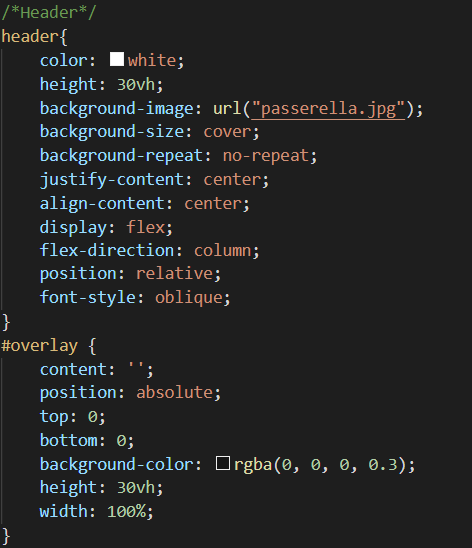 /*Header*/
header{
    color: white;
    height: 30vh;
    background-image: url("passerella.jpg");
    background-size: cover;
    background-repeat: no-repeat;
    justify-content: center;
    align-content: center;
    display: flex;
    flex-direction: column;
    position: relative;
    font-style: oblique;
}
#overlay {
    content: '';
    position: absolute;
    top: 0;
    bottom: 0;
    background-color: rgba(0, 0, 0, 0.3);
    height: 30vh;
    width: 100%;
}